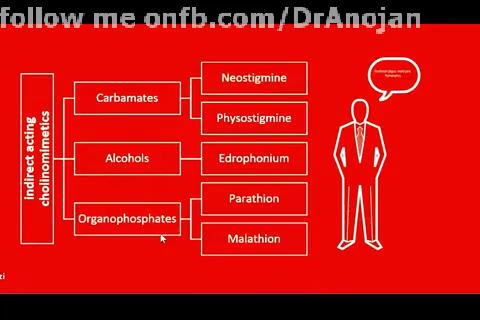 follow me onfb.com/DrAnojan
indirect acting
cholinomimetics
Carbamates
Neostigmine
Physostigmine
Alcohols
Edrophonium
Organophosphates
Parathion
Malathion